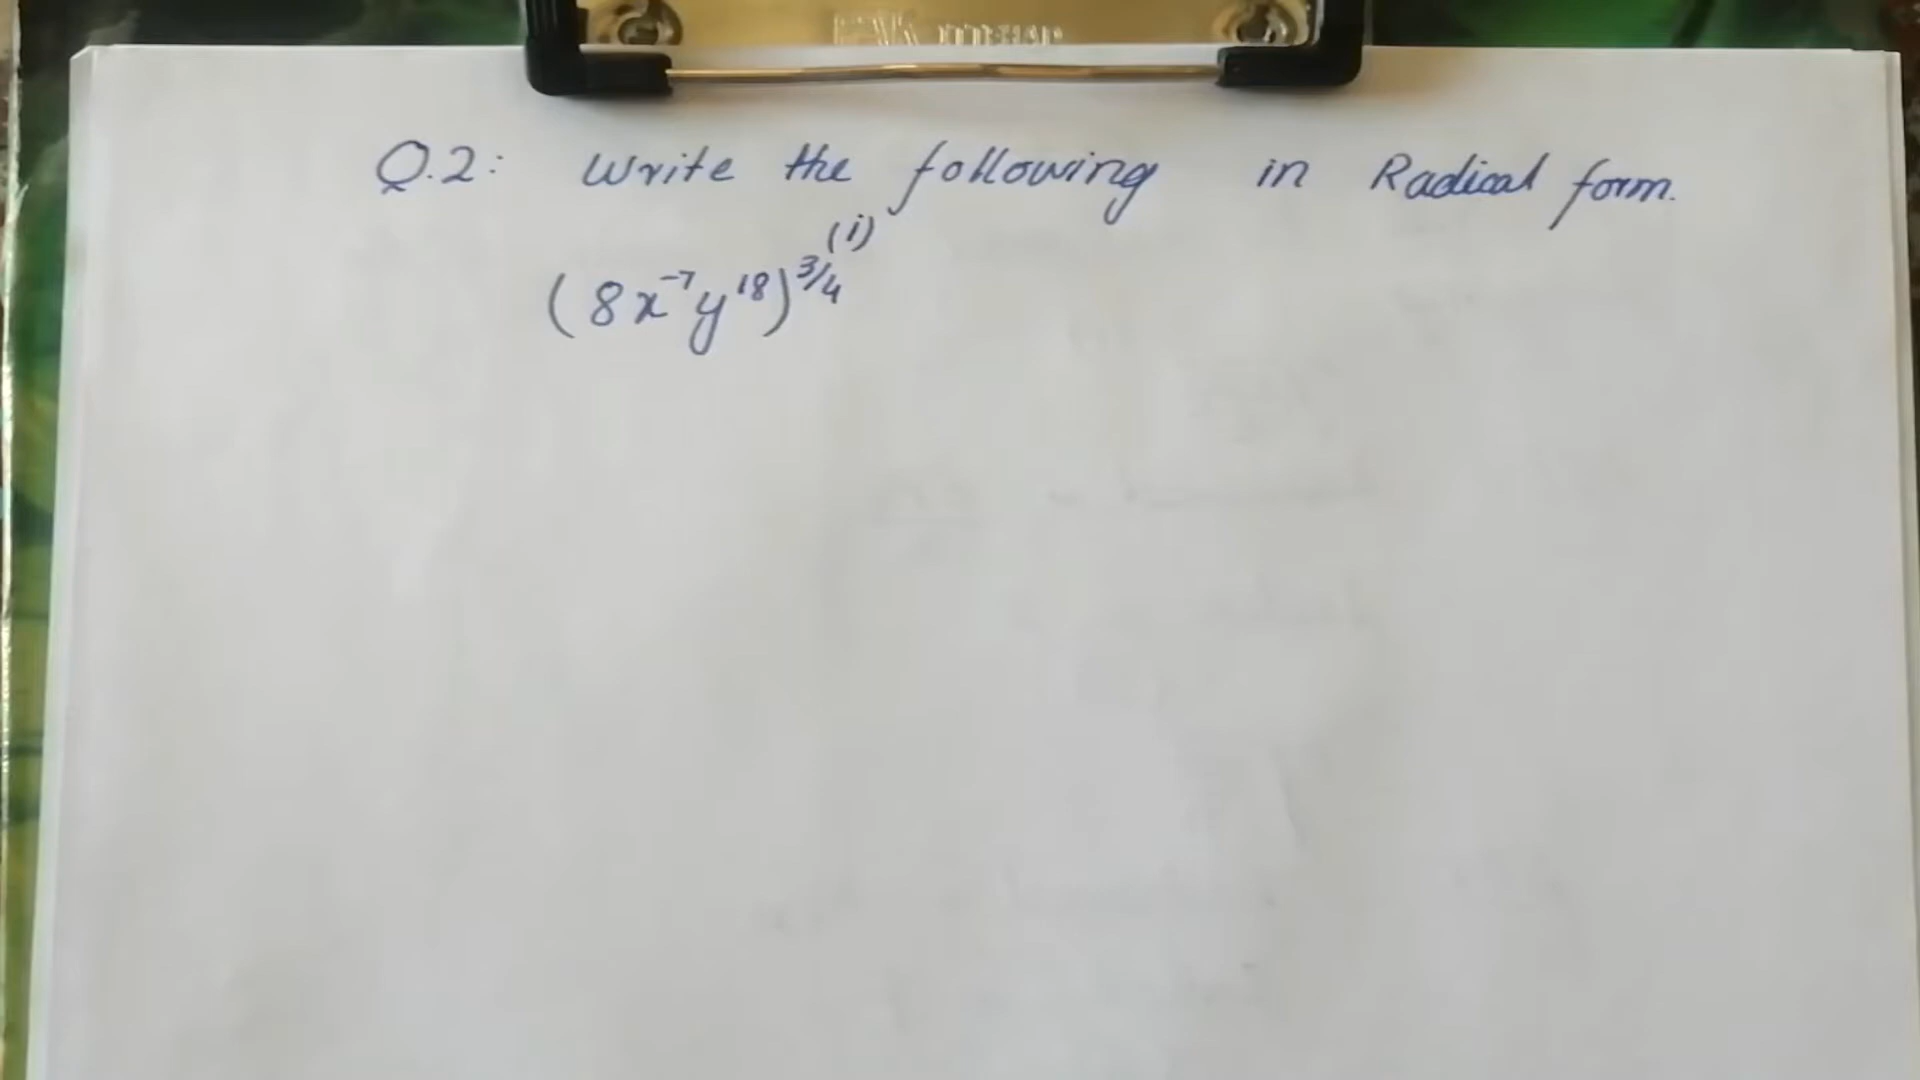 Q.2: Write the following in Radical form.
(i)
(8x⁻⁷y¹⁸)^3/4